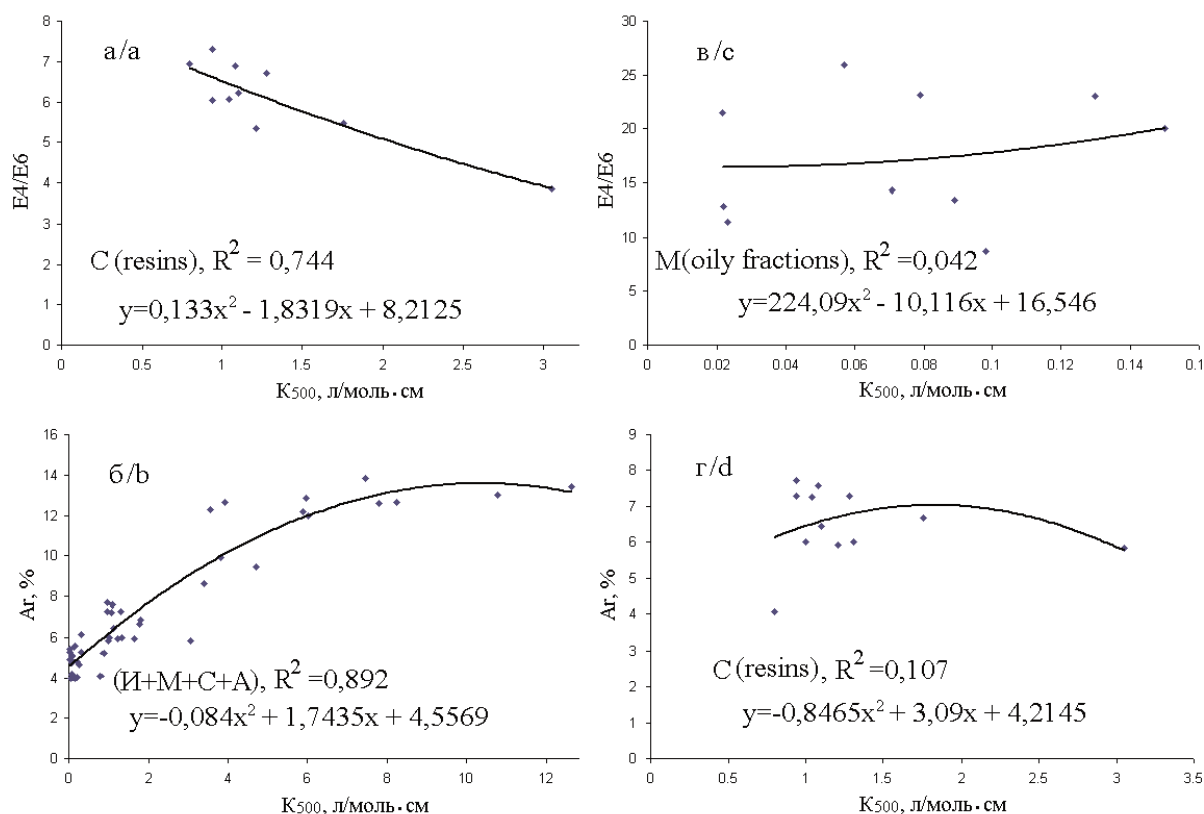 а/a
8
7
6
5
4
3
2
1
0
E4/E6
C (resins), R² = 0,744
y=0,133x² - 1,8319x + 8,2125
0 0.5 1 1.5 2 2.5 3
K₅₀₀, л/моль·см
в/c
30
25
20
15
10
5
0
E4/E6
M(oily fractions), R² =0,042
y=224,09x² - 10,116x + 16,546
0 0.02 0.04 0.06 0.08 0.1 0.12 0.14 0.1
K₅₀₀, л/моль·см
б/b
16
14
12
10
8
6
4
2
0
Ar, %
(И+М+С+А), R² =0,892
y=-0,084x² + 1,7435x + 4,5569
0 2 4 6 8 10 12
K₅₀₀, л/моль·см
г/d
9
8
7
6
5
4
3
2
1
0
Ar, %
C (resins), R² =0,107
y=-0,8465x² + 3,09x + 4,2145
0 0.5 1 1.5 2 2.5 3 3.5
K₅₀₀, л/моль·см